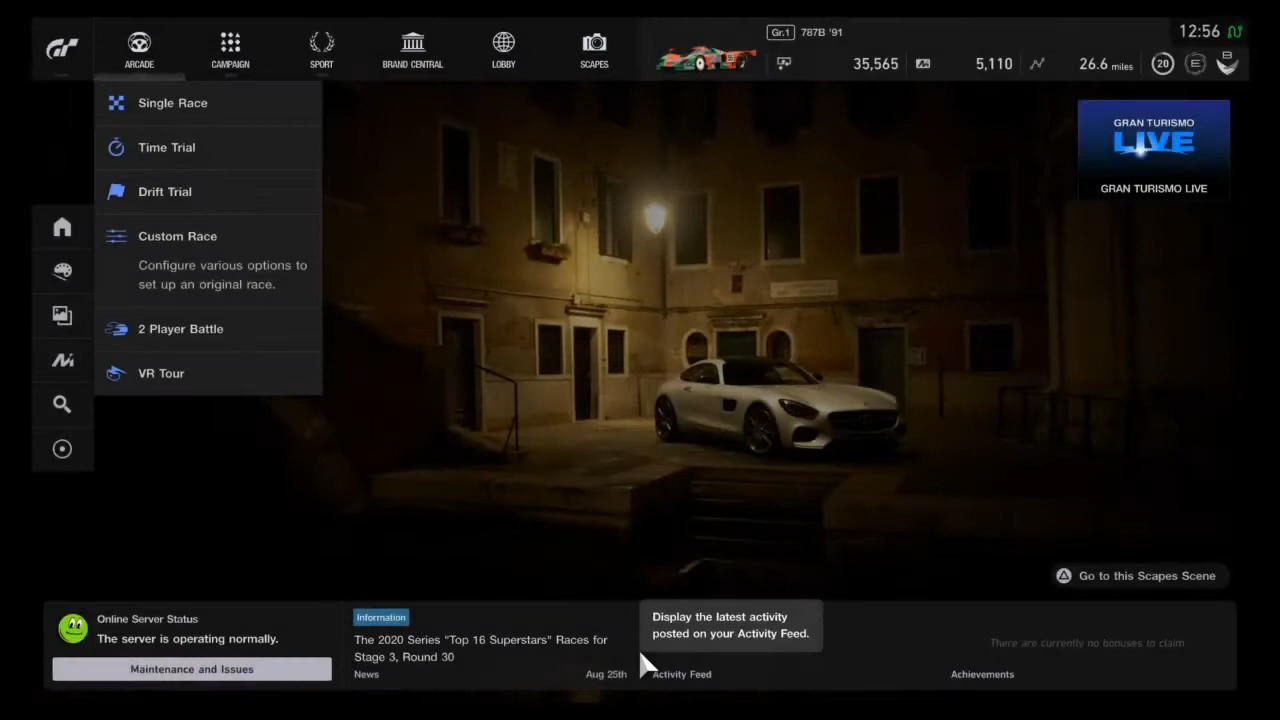 ARCADE
CAMPAIGN
SPORT
BRAND CENTRAL
LOBBY
SCAPES
Gr.1 787B '91
35,565
5,110
26.6 miles
12:56
20
E
B
Single Race
Time Trial
Drift Trial
Custom Race
Configure various options to
set up an original race.
2 Player Battle
VR Tour
GRAN TURISMO
LIVE
GRAN TURISMO LIVE
Go to this Scapes Scene
Online Server Status
The server is operating normally.
Maintenance and Issues
Information
The 2020 Series "Top 16 Superstars" Races for
Stage 3, Round 30
News
Aug 25th
Display the latest activity
posted on your Activity Feed.
Activity Feed
There are currently no bonuses to claim
Achievements